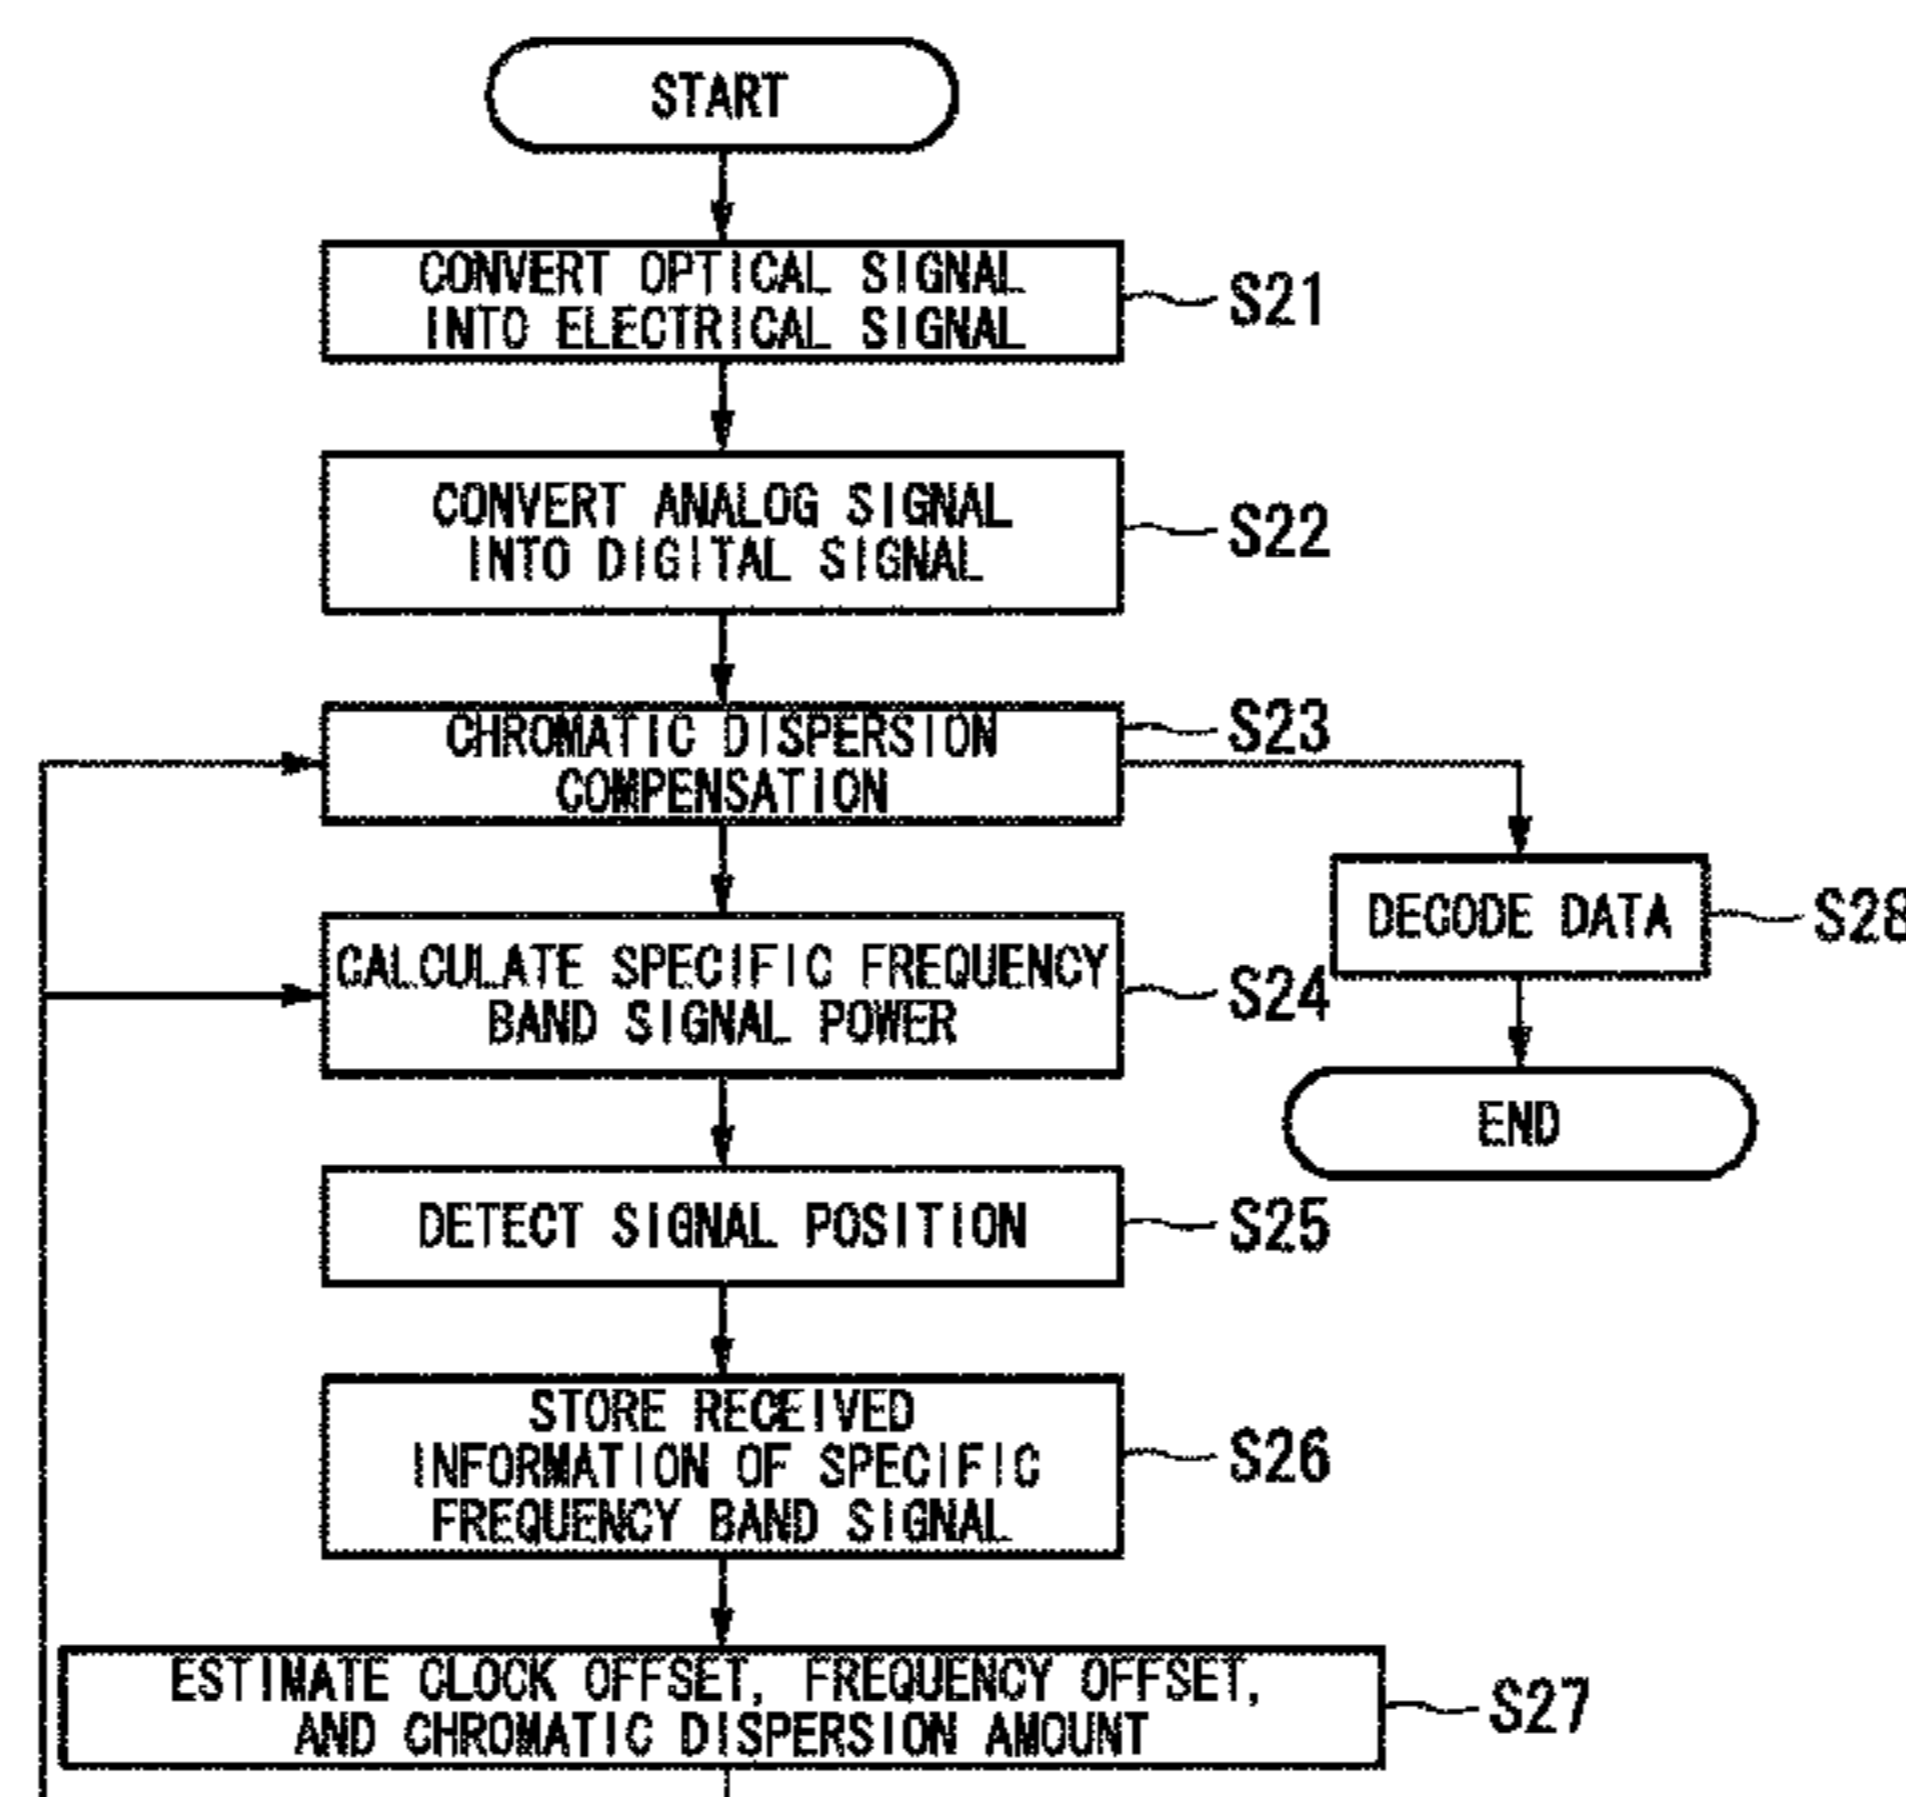 START
CONVERT OPTICAL SIGNAL
INTO ELECTRICAL SIGNAL
S21
CONVERT ANALOG SIGNAL
INTO DIGITAL SIGNAL
S22
CHROMATIC DISPERSION
COMPENSATION
S23
DECODE DATA
S28
CALCULATE SPECIFIC FREQUENCY
BAND SIGNAL POWER
S24
END
DETECT SIGNAL POSITION
S25
STORE RECEIVED
INFORMATION OF SPECIFIC
FREQUENCY BAND SIGNAL
S26
ESTIMATE CLOCK OFFSET, FREQUENCY OFFSET,
AND CHROMATIC DISPERSION AMOUNT
S27